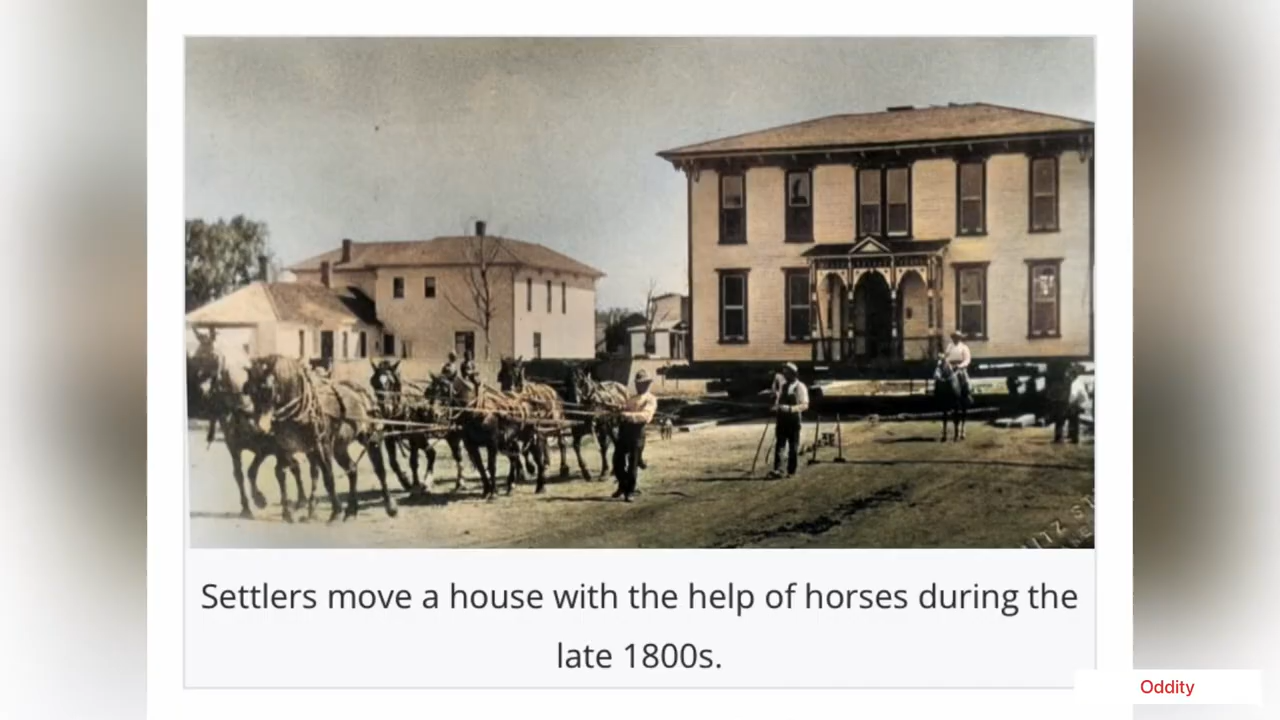 Settlers move a house with the help of horses during the
late 1800s.
Oddity